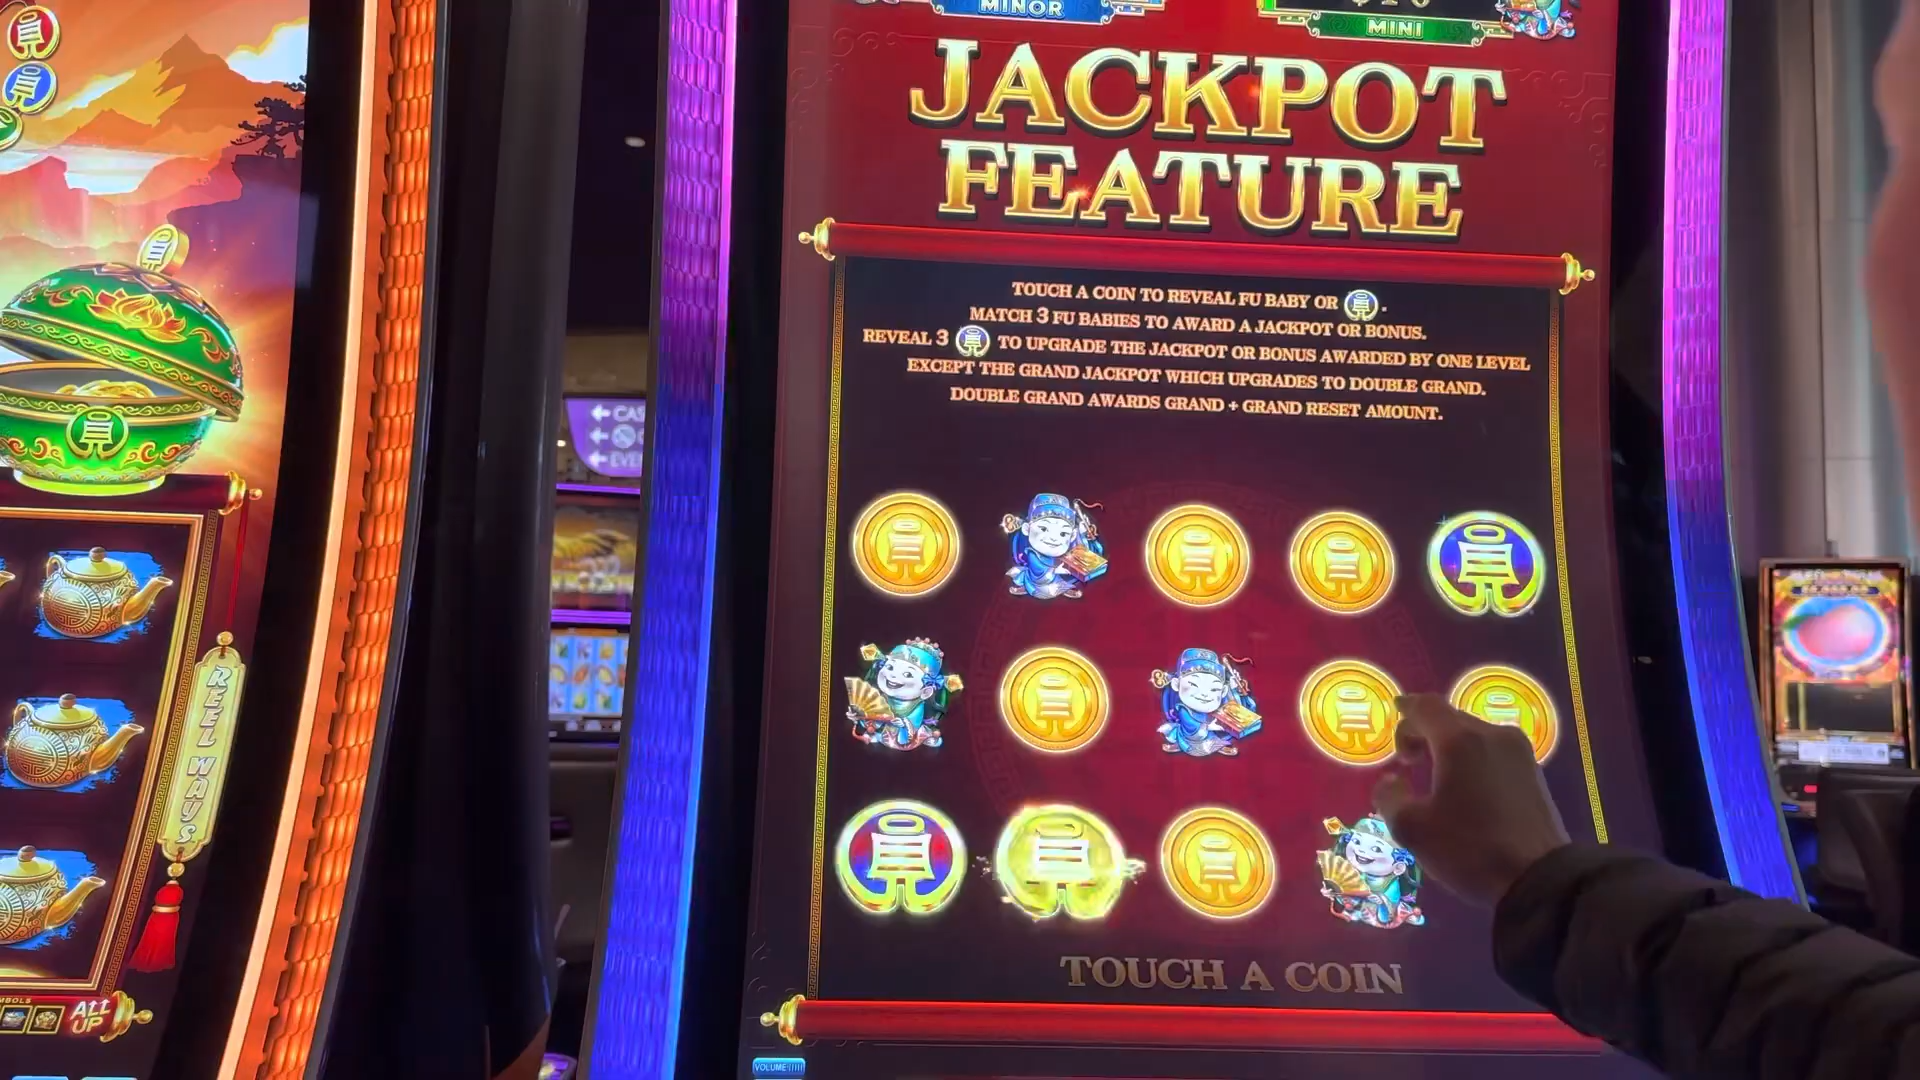 MINOR
MINI
JACKPOT
FEATURE
TOUCH A COIN TO REVEAL FU BABY OR .
MATCH 3 FU BABIES TO AWARD A JACKPOT OR BONUS.
REVEAL 3 TO UPGRADE THE JACKPOT OR BONUS AWARDED BY ONE LEVEL
EXCEPT THE GRAND JACKPOT WHICH UPGRADES TO DOUBLE GRAND.
DOUBLE GRAND AWARDS GRAND + GRAND RESET AMOUNT.
TOUCH A COIN
VOLUME
REEL WAYS
ALL
UP